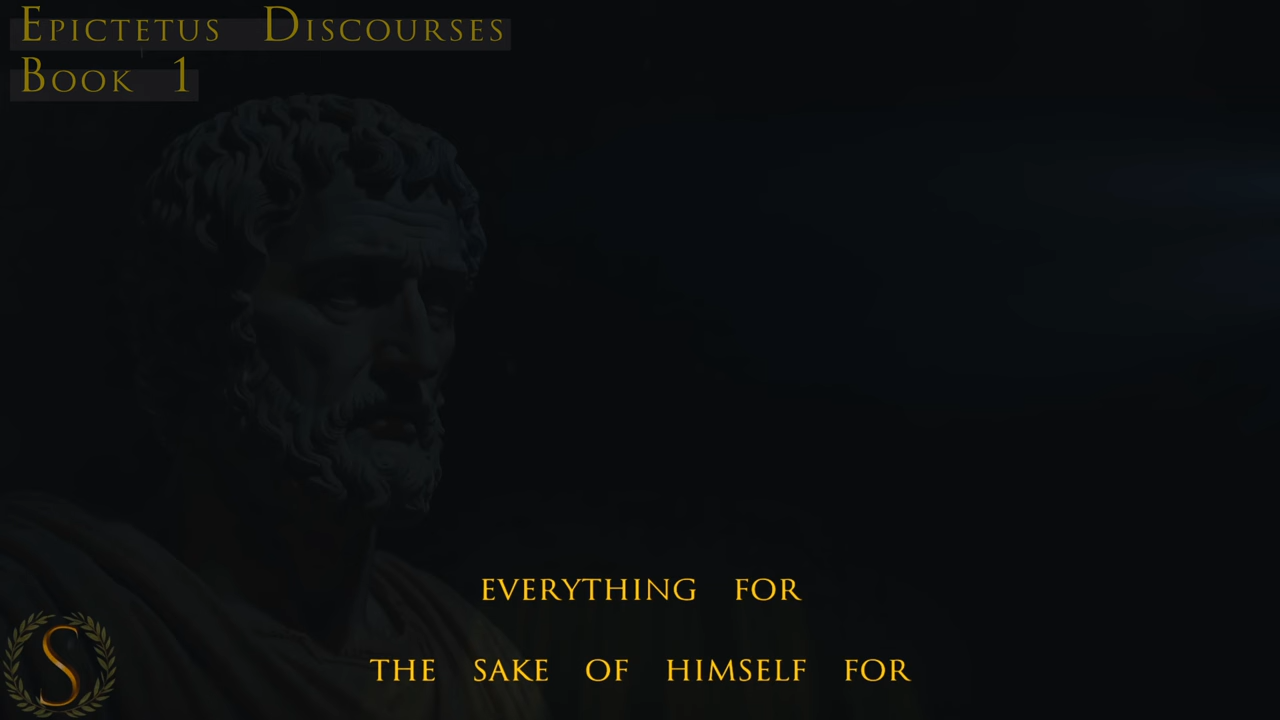 Epictetus Discourses
Book 1
S
EVERYTHING FOR
THE SAKE OF HIMSELF FOR